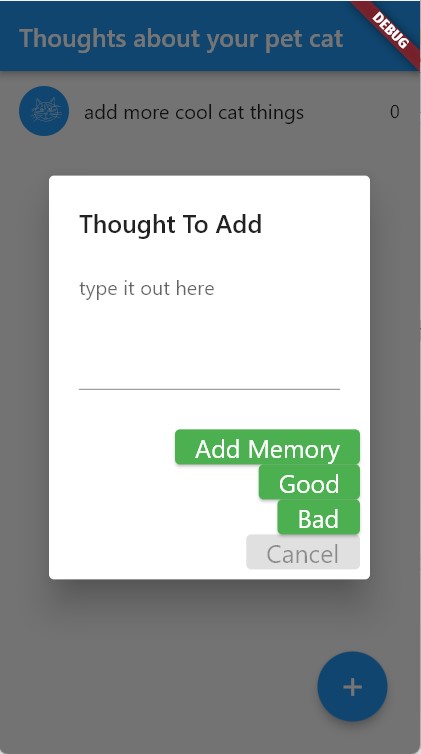 Thoughts about your pet cat
DEBUG
add more cool cat things 0
Thought To Add
type it out here
Add Memory
Good
Bad
Cancel
+